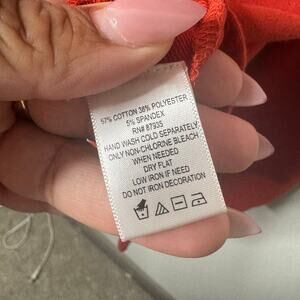 57% COTTON 38% POLYESTER
5% SPANDEX
RN# 87935
HAND WASH COLD SEPARATELY
ONLY NON-CHLORINE BLEACH
WHEN NEEDED
DRY FLAT
LOW IRON IF NEED
DO NOT IRON DECORATION